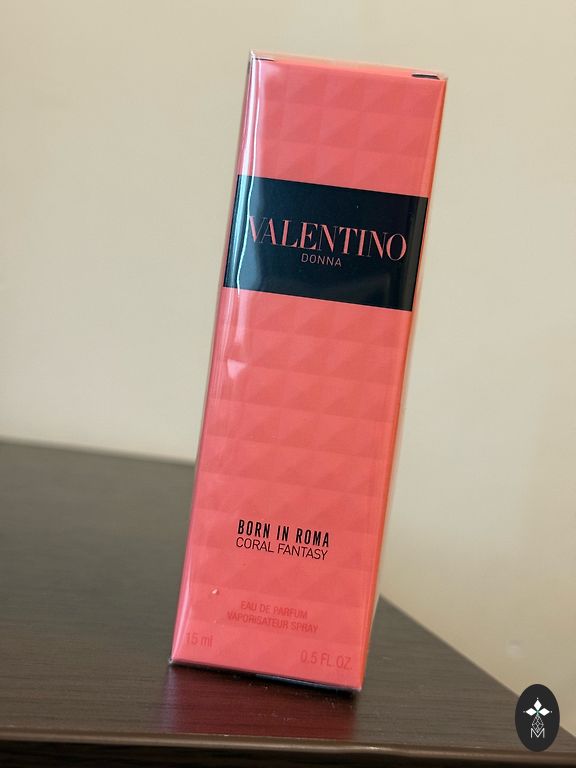 VALENTINO
DONNA
BORN IN ROMA
CORAL FANTASY
EAU DE PARFUM
VAPORISATEUR SPRAY
15 ml
0.5 FL.OZ.
M